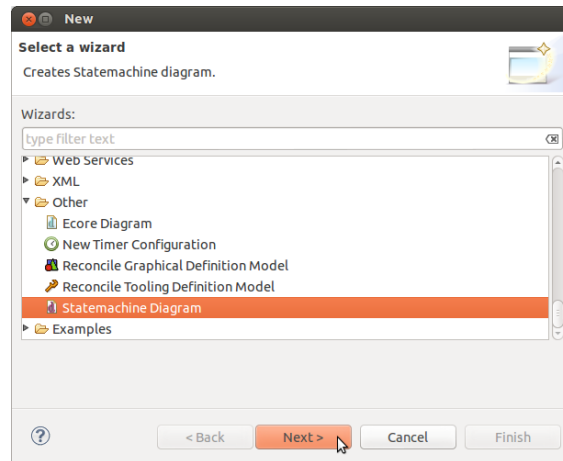 New
Select a wizard
Creates Statemachine diagram.
Wizards:
type filter text
Web Services
XML
Other
Ecore Diagram
New Timer Configuration
Reconcile Graphical Definition Model
Reconcile Tooling Definition Model
Statemachine Diagram
Examples
? < Back Next > Cancel Finish